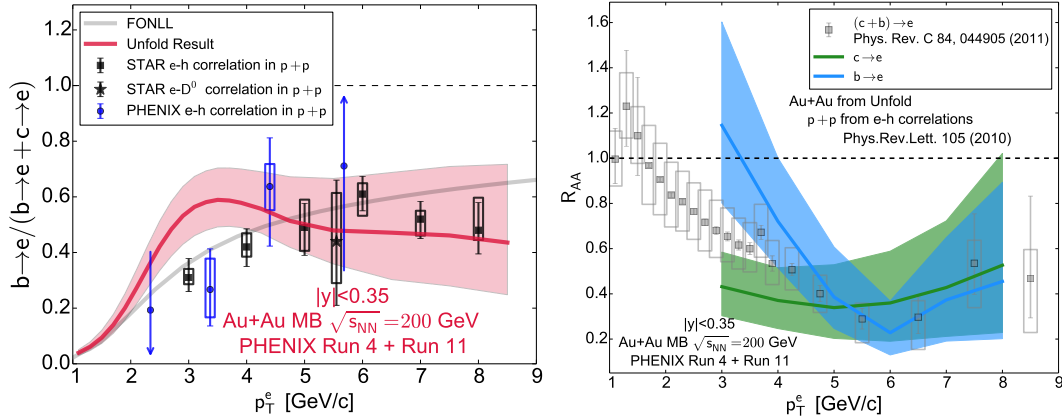 FONLL
Unfold Result
STAR e-h correlation in p+p
STAR e-D⁰ correlation in p+p
PHENIX e-h correlation in p+p
b→e/(b→e+c→e)
1.2
1.0
0.8
0.6
0.4
0.2
0.0
|y|<0.35
Au+Au MB √s_NN=200 GeV
PHENIX Run 4 + Run 11
1 2 3 4 5 6 7 8 9
p_T^e [GeV/c]
(c+b)→e
Phys. Rev. C 84, 044905 (2011)
c→e
b→e
Au+Au from Unfold
p+p from e-h correlations
Phys.Rev.Lett. 105 (2010)
R_AA
1.6
1.4
1.2
1.0
0.8
0.6
0.4
0.2
|y|<0.35
Au+Au MB √s_NN=200 GeV
PHENIX Run 4 + Run 11
1 2 3 4 5 6 7 8 9
p_T^e [GeV/c]